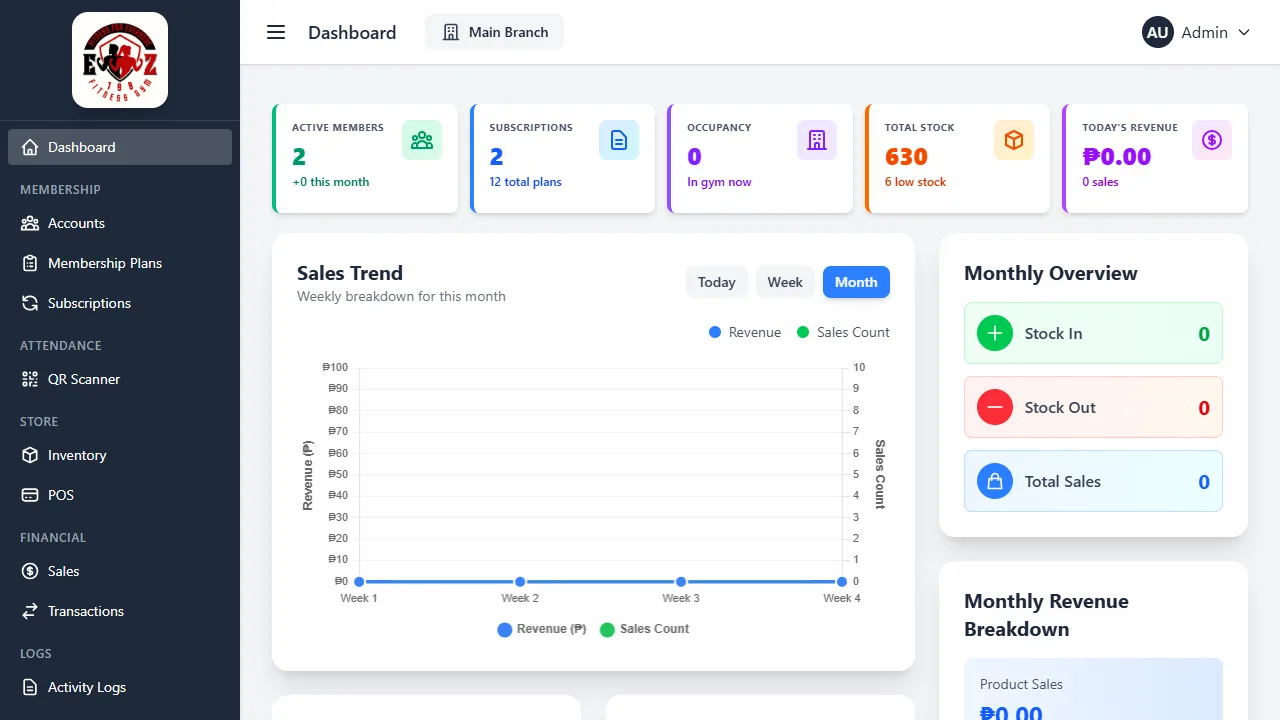 FITNESS FOR EVERYONE
E Z
199
FITNESS GYM
Dashboard
MEMBERSHIP
Accounts
Membership Plans
Subscriptions
ATTENDANCE
QR Scanner
STORE
Inventory
POS
FINANCIAL
Sales
Transactions
LOGS
Activity Logs
Dashboard
Main Branch
AU Admin
ACTIVE MEMBERS
2
+0 this month
SUBSCRIPTIONS
2
12 total plans
OCCUPANCY
0
In gym now
TOTAL STOCK
630
6 low stock
TODAY'S REVENUE
₱0.00
0 sales
Sales Trend
Weekly breakdown for this month
Today Week Month
Revenue Sales Count
₱100
₱90
₱80
₱70
₱60
₱50
₱40
₱30
₱20
₱10
₱0
Revenue (₱)
10
9
8
7
6
5
4
3
2
1
0
Sales Count
Week 1 Week 2 Week 3 Week 4
Revenue (₱) Sales Count
Monthly Overview
Stock In 0
Stock Out 0
Total Sales 0
Monthly Revenue
Breakdown
Product Sales
₱0.00